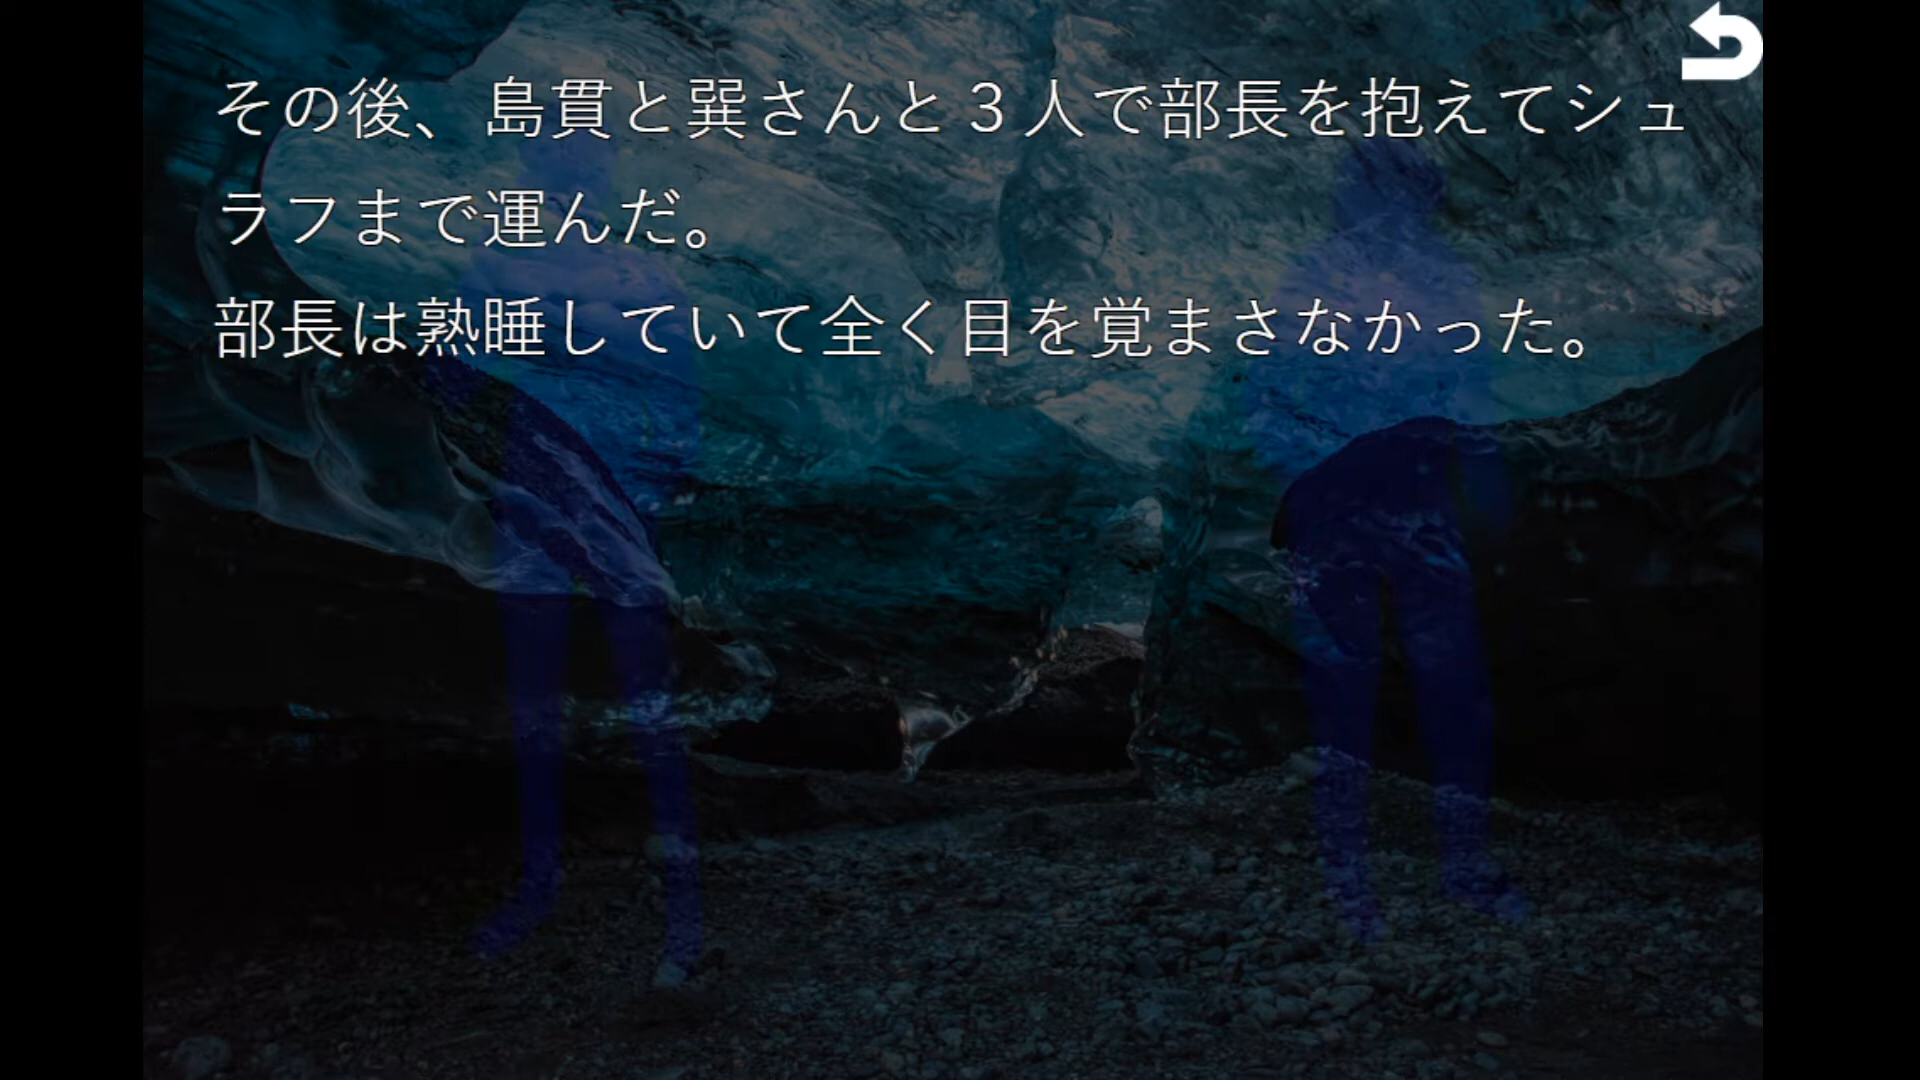 その後、島貫と巽さんと３人で部長を抱えてシュ
ラフまで運んだ。
部長は熟睡していて全く目を覚まさなかった。